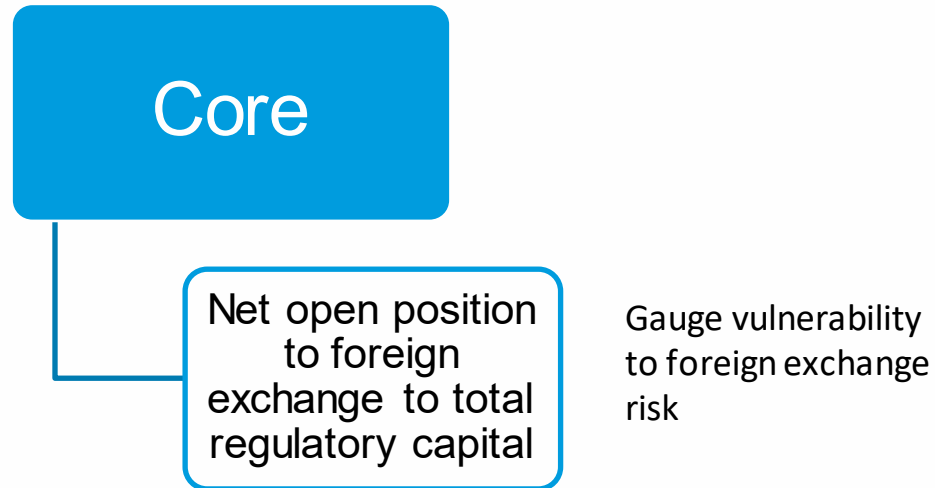 Core
Net open position
to foreign
exchange to total
regulatory capital
Gauge vulnerability
to foreign exchange
risk